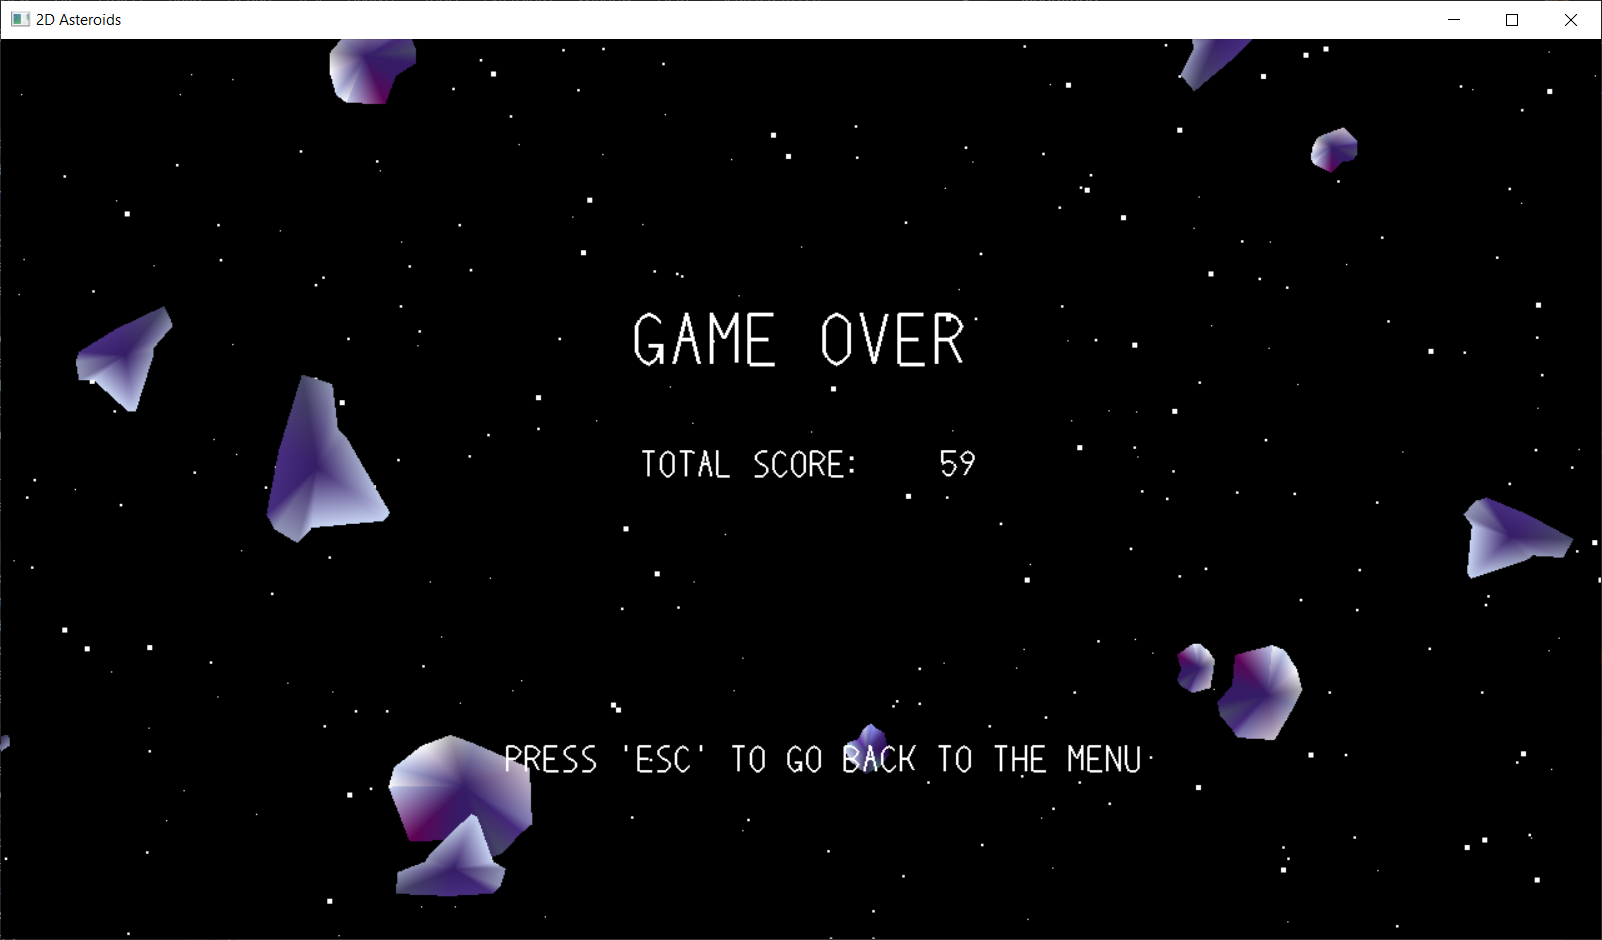 2D Asteroids
GAME OVER
TOTAL SCORE: 59
PRESS 'ESC' TO GO BACK TO THE MENU